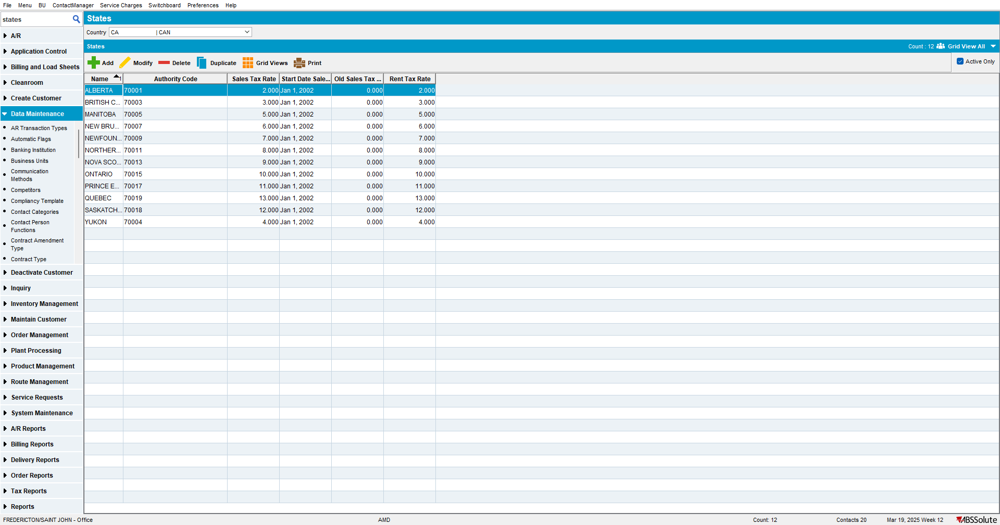 File Menu BU ContactManager Service Charges Switchboard Preferences Help
states
States
A/R
Application Control
Billing and Load Sheets
Cleanroom
Create Customer
Data Maintenance
AR Transaction Types
Automatic Flags
Banking Institution
Business Units
Communication
Methods
Competitors
Compliancy Template
Contact Categories
Contact Person
Functions
Contract Amendment
Type
Contract Type
Deactivate Customer
Inquiry
Inventory Management
Maintain Customer
Order Management
Plant Processing
Product Management
Route Management
Service Requests
System Maintenance
A/R Reports
Billing Reports
Delivery Reports
Order Reports
Tax Reports
Reports
Country CA | CAN
States Count : 12 Grid View All
Add Modify Delete Duplicate Grid Views Print Active Only
Name 1 Authority Code Sales Tax Rate Start Date Sale... Old Sales Tax ... Rent Tax Rate
ALBERTA 70001 2.000 Jan 1, 2002 0.000 2.000
BRITISH C... 70003 3.000 Jan 1, 2002 0.000 3.000
MANITOBA 70005 5.000 Jan 1, 2002 0.000 5.000
NEW BRU... 70007 6.000 Jan 1, 2002 0.000 6.000
NEWFOUN... 70009 7.000 Jan 1, 2002 0.000 7.000
NORTHER... 70011 8.000 Jan 1, 2002 0.000 8.000
NOVA SCO... 70013 9.000 Jan 1, 2002 0.000 9.000
ONTARIO 70015 10.000 Jan 1, 2002 0.000 10.000
PRINCE E... 70017 11.000 Jan 1, 2002 0.000 11.000
QUEBEC 70019 13.000 Jan 1, 2002 0.000 13.000
SASKATCH... 70018 12.000 Jan 1, 2002 0.000 12.000
YUKON 70004 4.000 Jan 1, 2002 0.000 4.000
FREDERICTON/SAINT JOHN - Office AMD Count: 12 Contacts 20 Mar 19, 2025 Week 12 ABSSolute